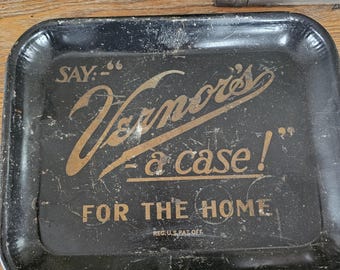 SAY:-“
Vernor's
- a case!”
FOR THE HOME
REG. U.S. PAT. OFF.